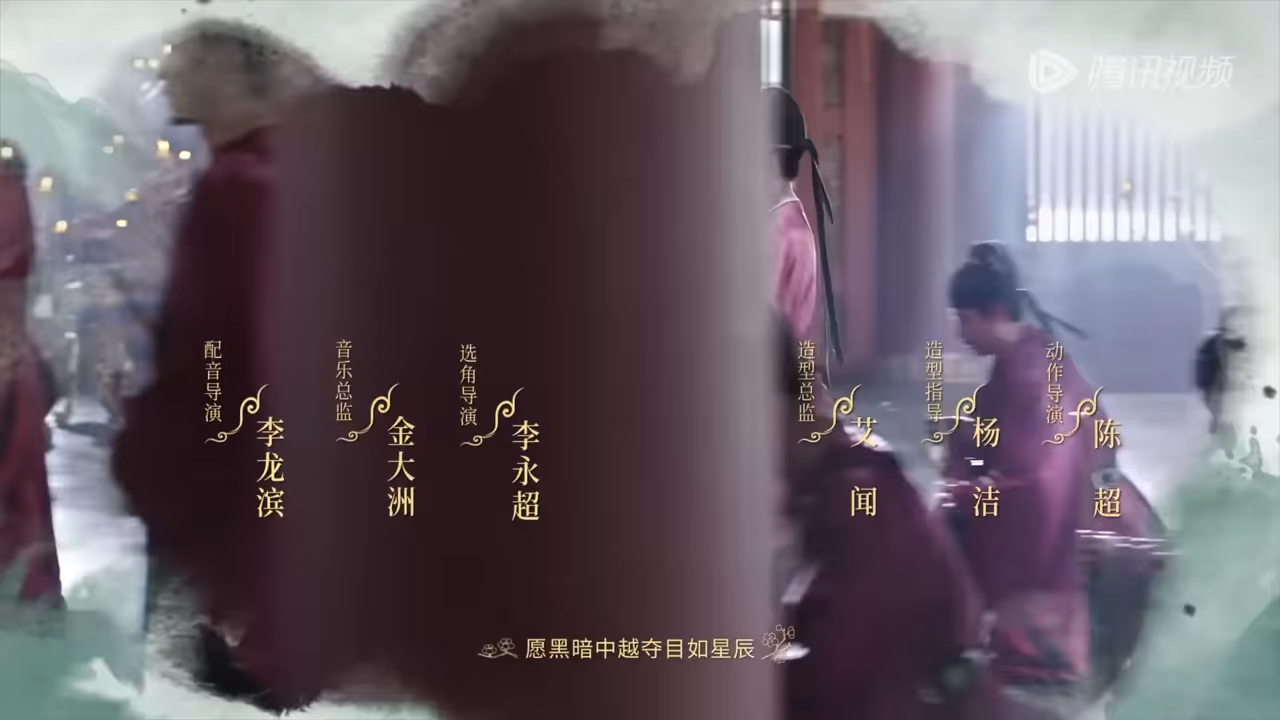 腾讯视频
动作导演
陈超
造型指导
杨洁
造型总监
艾闻
选角导演
李永超
音乐总监
金大洲
配音导演
李龙滨
愿黑暗中越夺目如星辰